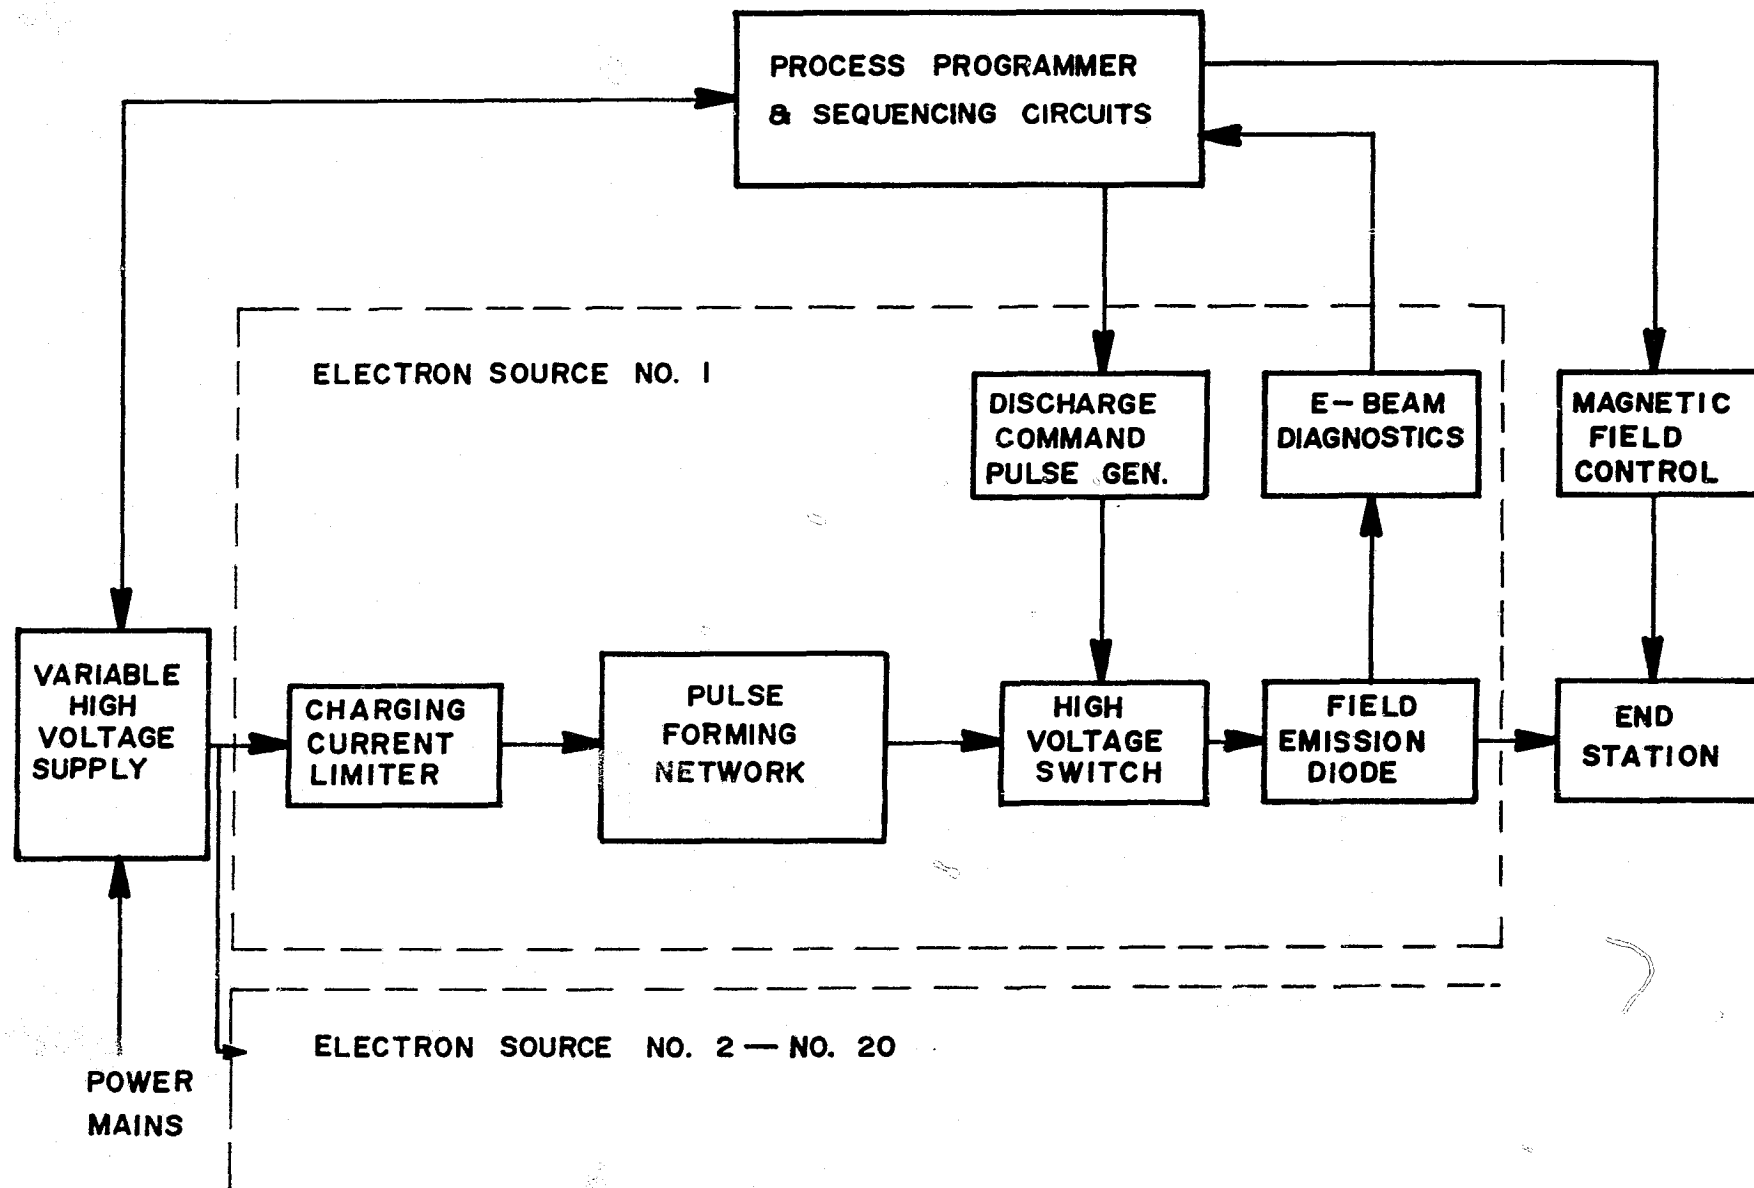 PROCESS PROGRAMMER
& SEQUENCING CIRCUITS
ELECTRON SOURCE NO. 1
DISCHARGE
COMMAND
PULSE GEN.
E-BEAM
DIAGNOSTICS
MAGNETIC
FIELD
CONTROL
VARIABLE
HIGH
VOLTAGE
SUPPLY
CHARGING
CURRENT
LIMITER
PULSE
FORMING
NETWORK
HIGH
VOLTAGE
SWITCH
FIELD
EMISSION
DIODE
END
STATION
ELECTRON SOURCE NO. 2 — NO. 20
POWER
MAINS